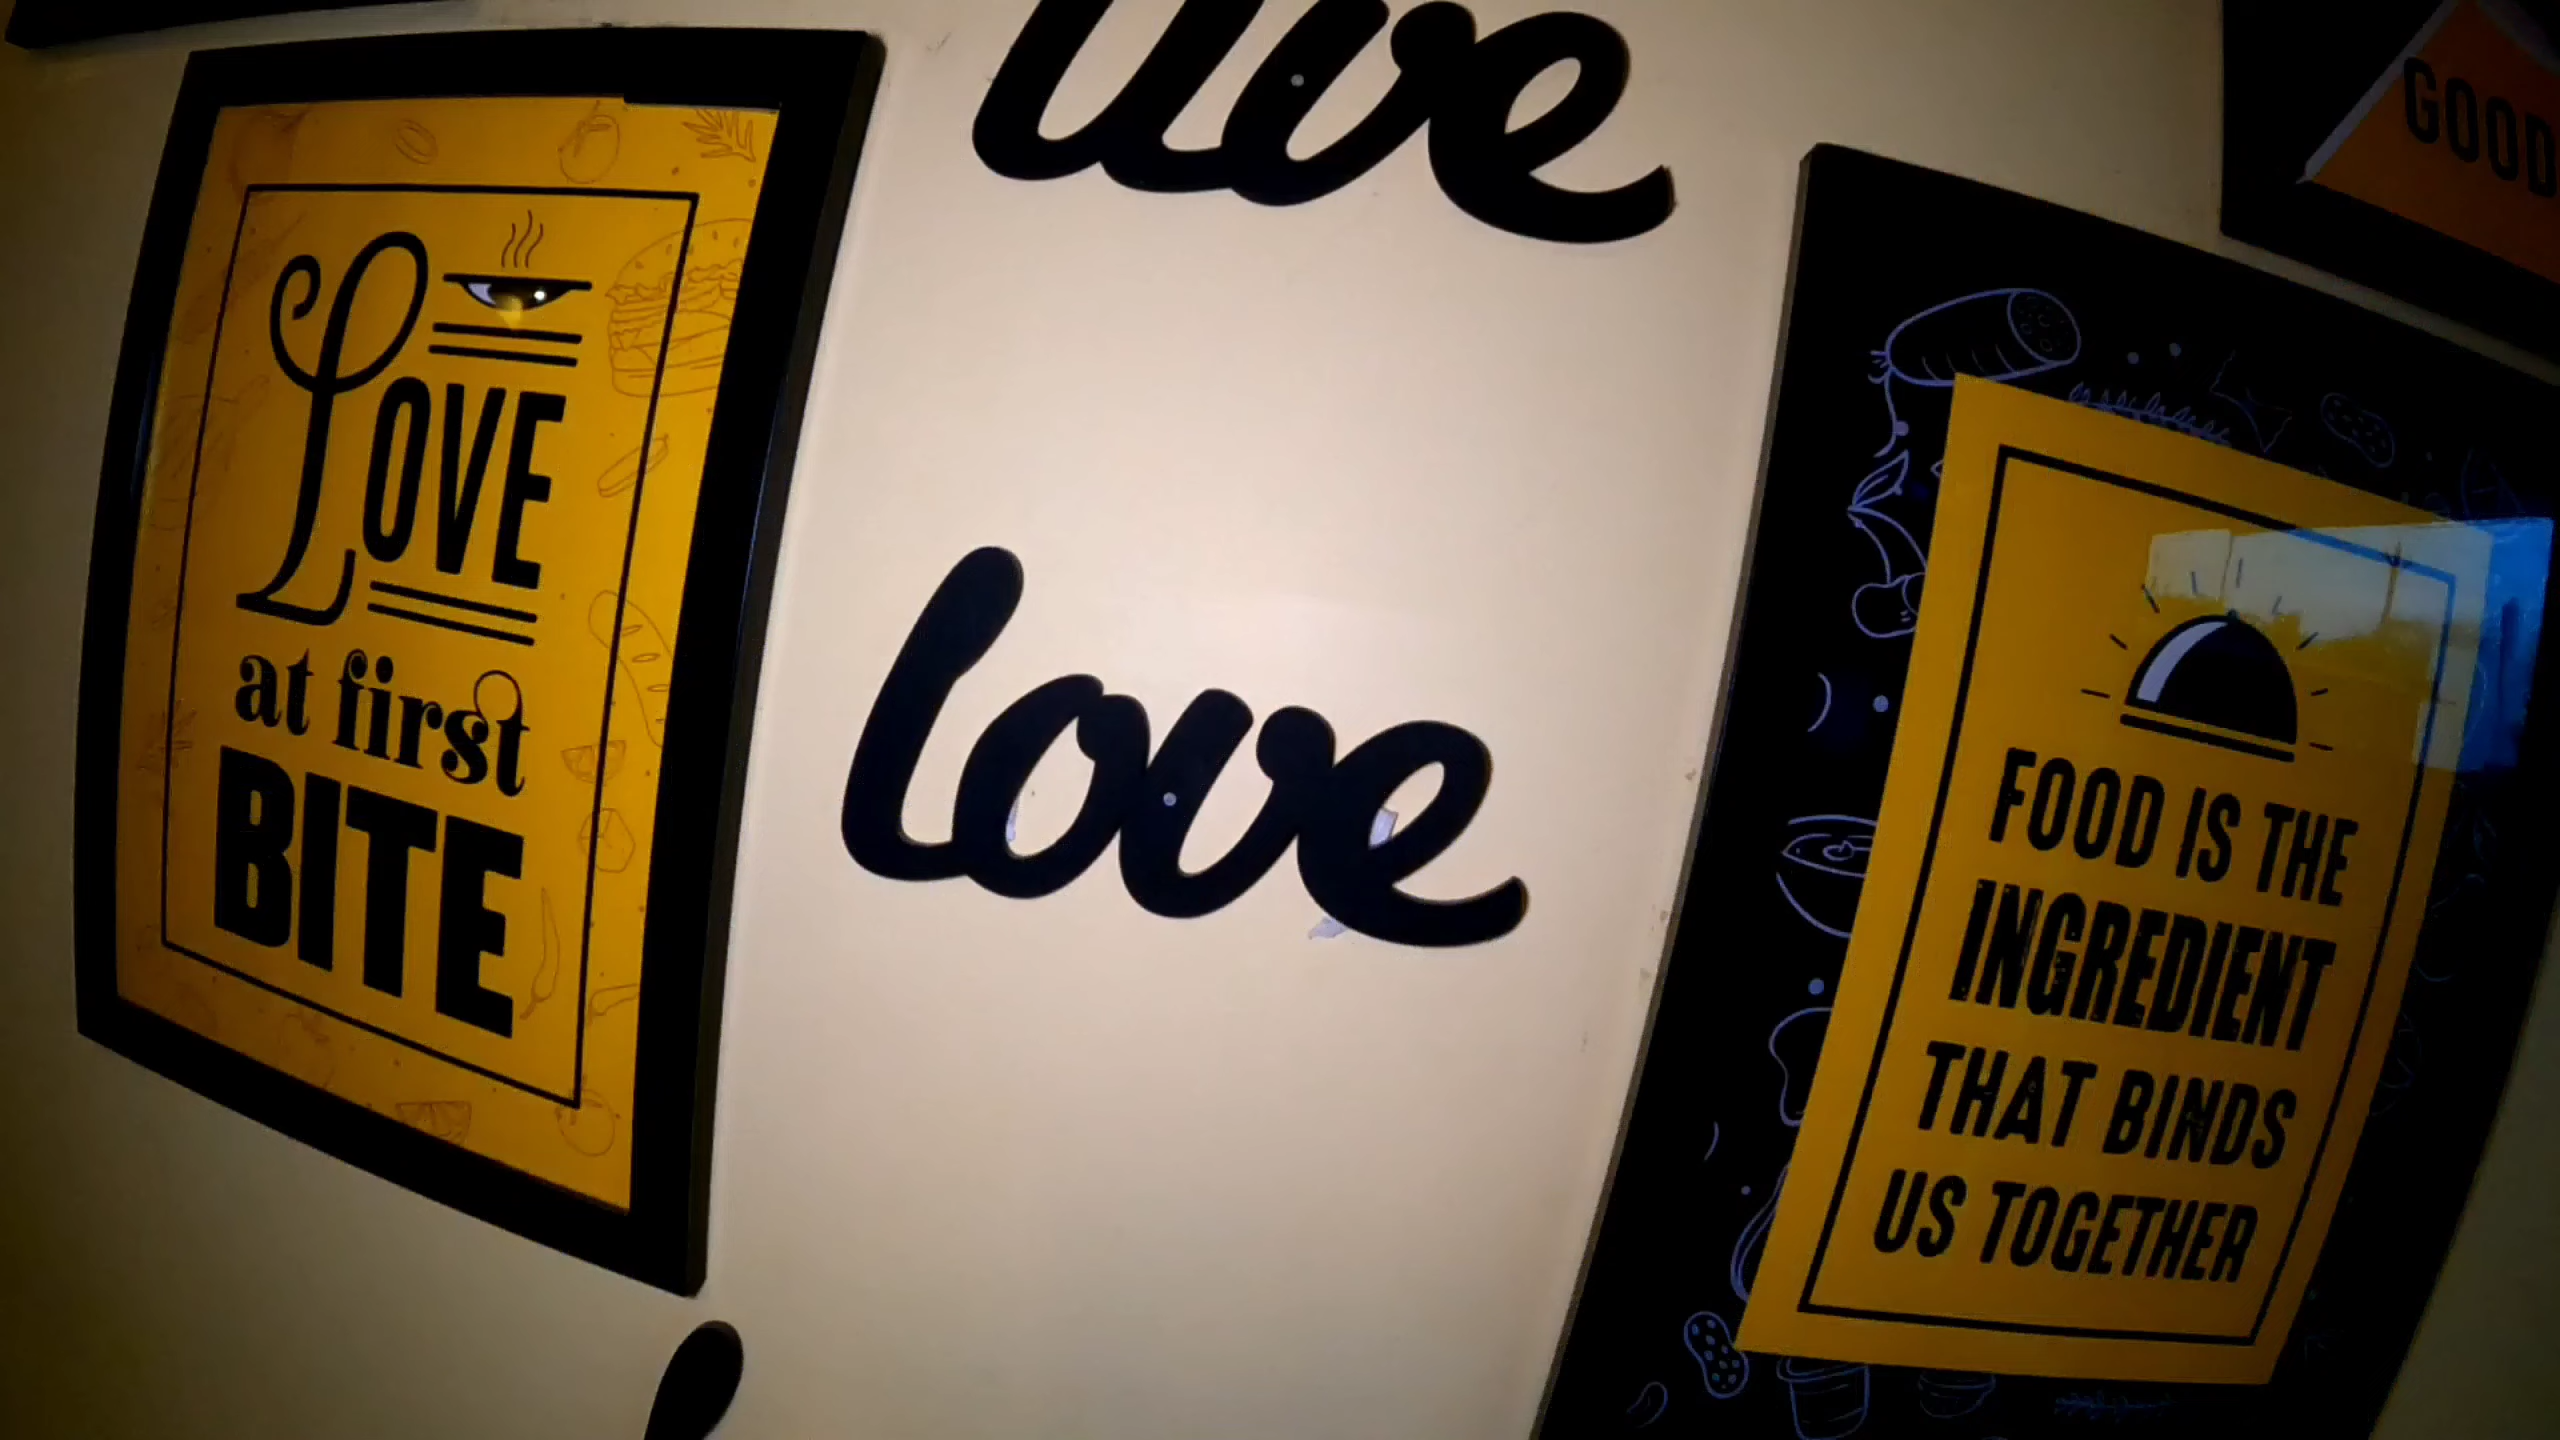 Love
at first
BITE
live
love
GOOD
FOOD IS THE
INGREDIENT
THAT BINDS
US TOGETHER